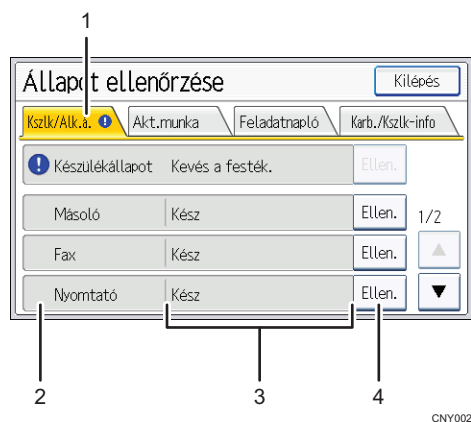 1
Állapot ellenőrzése Kilépés
Kszlk/Alk.á. Akt.munka Feladatnapló Karb./Kszlk-info
Készülékállapot Kevés a festék. Ellen.
Másoló Kész Ellen. 1/2
Fax Kész Ellen.
Nyomtató Kész Ellen.
2 3 4
CNY002